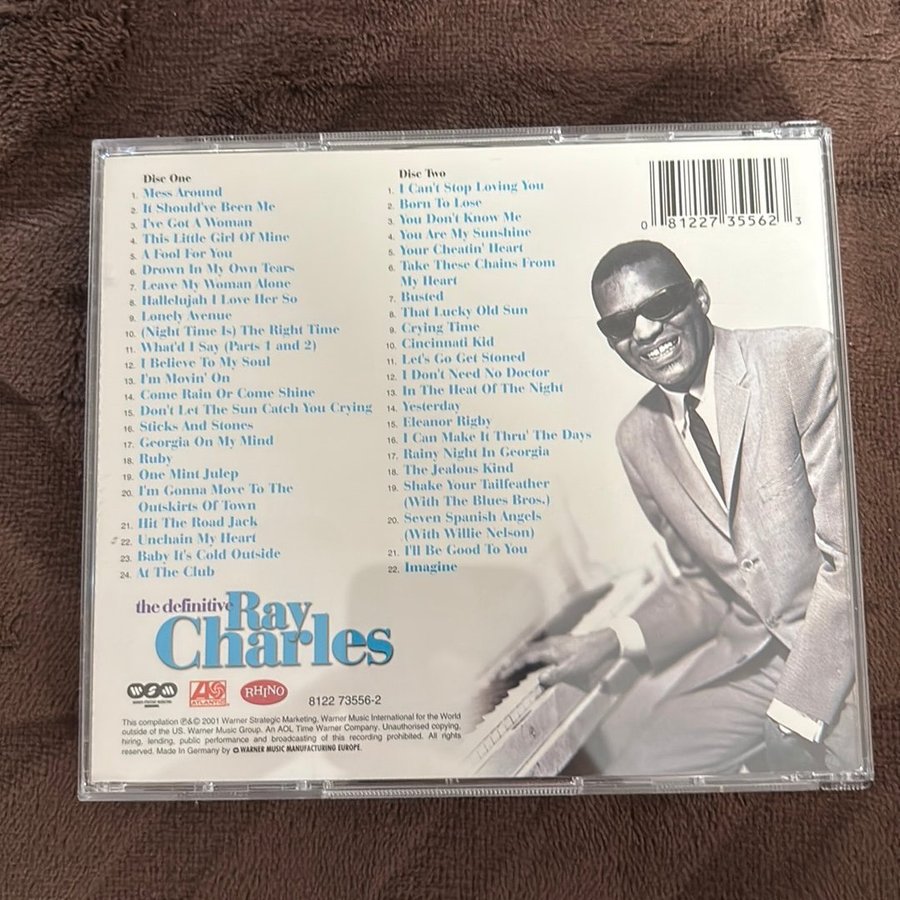 Disc One
1. Mess Around
2. It Should've Been Me
3. I've Got A Woman
4. This Little Girl Of Mine
5. A Fool For You
6. Drown In My Own Tears
7. Leave My Woman Alone
8. Hallelujah I Love Her So
9. Lonely Avenue
10. (Night Time Is) The Right Time
11. What'd I Say (Parts 1 and 2)
12. I Believe To My Soul
13. I'm Movin' On
14. Come Rain Or Come Shine
15. Don't Let The Sun Catch You Crying
16. Sticks And Stones
17. Georgia On My Mind
18. Ruby
19. One Mint Julep
20. I'm Gonna Move To The
Outskirts Of Town
21. Hit The Road Jack
22. Unchain My Heart
23. Baby It's Cold Outside
24. At The Club
Disc Two
1. I Can't Stop Loving You
2. Born To Lose
3. You Don't Know Me
4. You Are My Sunshine
5. Your Cheatin' Heart
6. Take These Chains From
My Heart
7. Busted
8. That Lucky Old Sun
9. Crying Time
10. Cincinnati Kid
11. Let's Go Get Stoned
12. I Don't Need No Doctor
13. In The Heat Of The Night
14. Yesterday
15. Eleanor Rigby
16. I Can Make It Thru' The Days
17. Rainy Night In Georgia
18. The Jealous Kind
19. Shake Your Tailfeather
(With The Blues Bros.)
20. Seven Spanish Angels
(With Willie Nelson)
21. I'll Be Good To You
22. Imagine
0 81227 35562 3
the definitive Ray
Charles
WSM
ATLANTIC
RHINO
8122 73556-2
This compilation ℗&© 2001 Warner Strategic Marketing, Warner Music International for the World
outside of the US. Warner Music Group. An AOL Time Warner Company. Unauthorised copying,
hiring, lending, public performance and broadcasting of this recording prohibited. All rights
reserved. Made In Germany by WARNER MUSIC MANUFACTURING EUROPE.